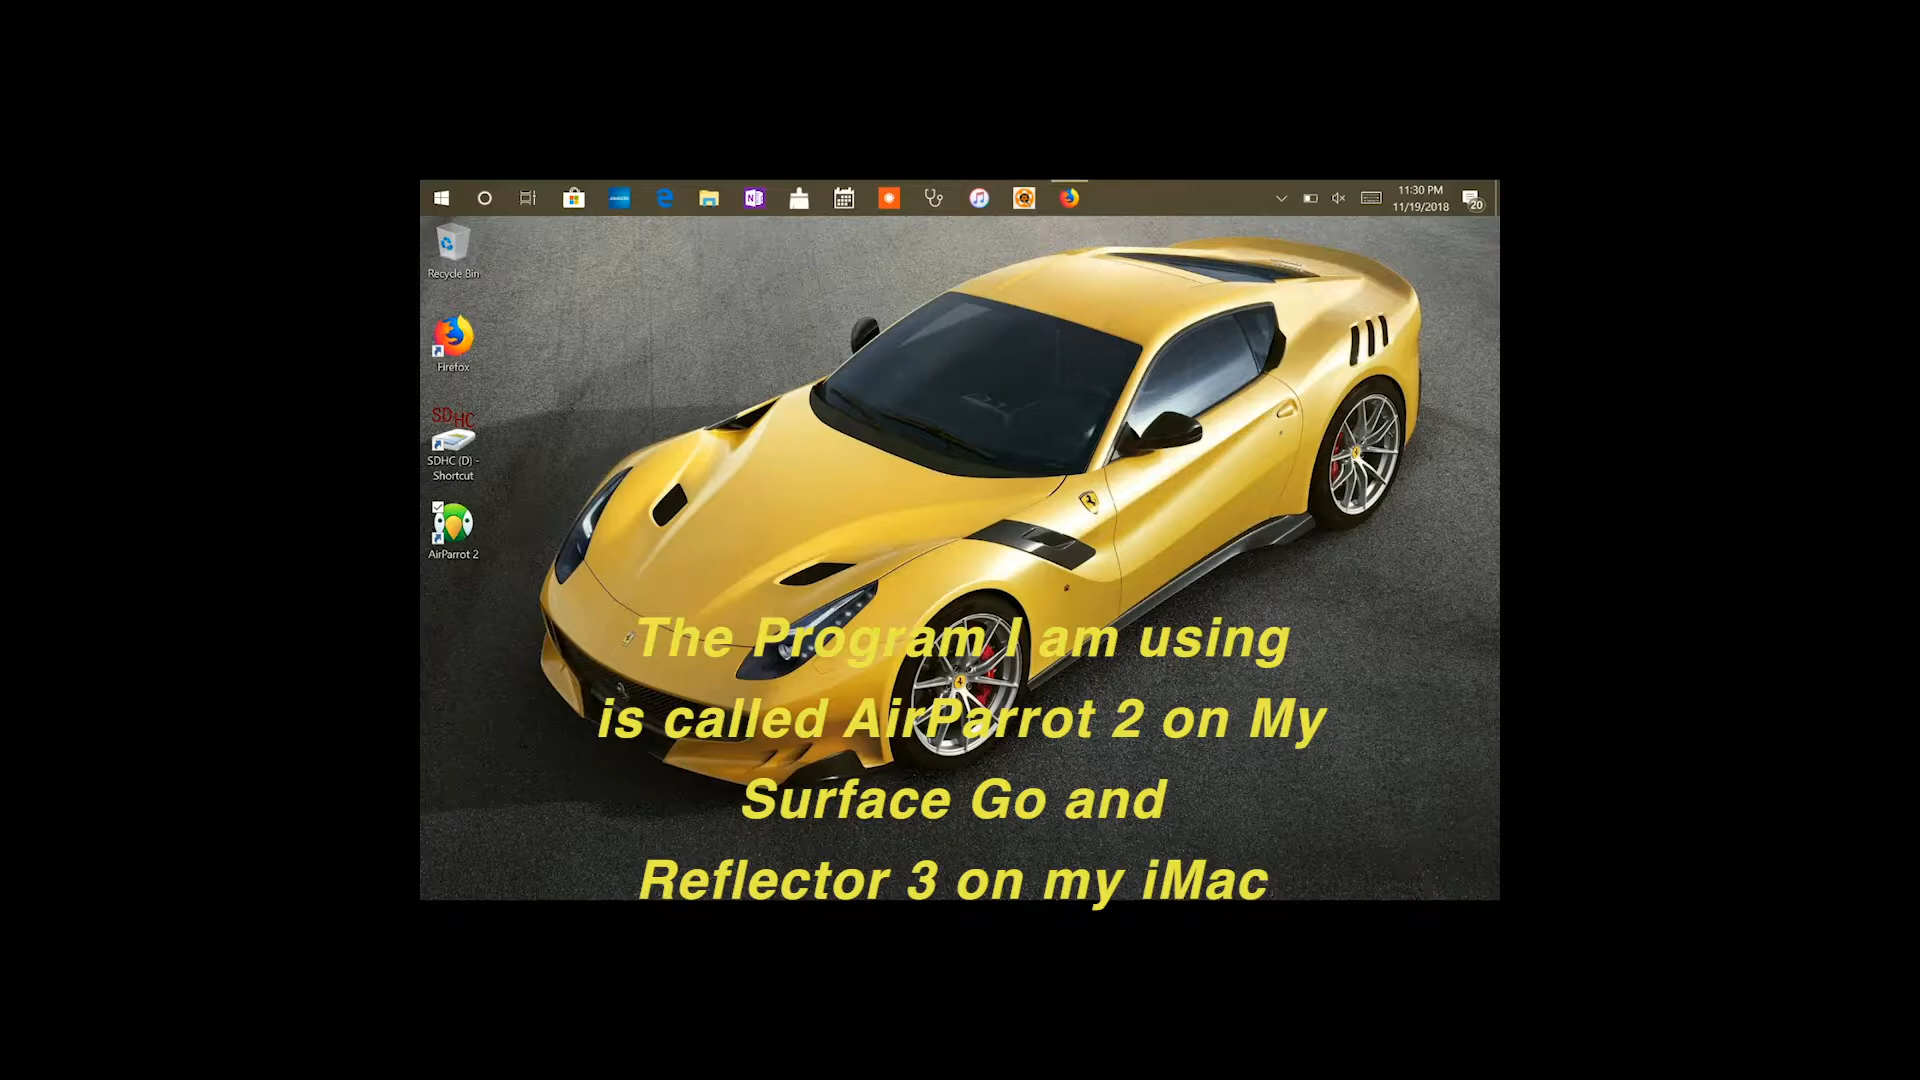 11:30 PM
11/19/2018
20
Recycle Bin
Firefox
SDHC
SDHC (D) -
Shortcut
AirParrot 2
The Program I am using
is called AirParrot 2 on My
Surface Go and
Reflector 3 on my iMac